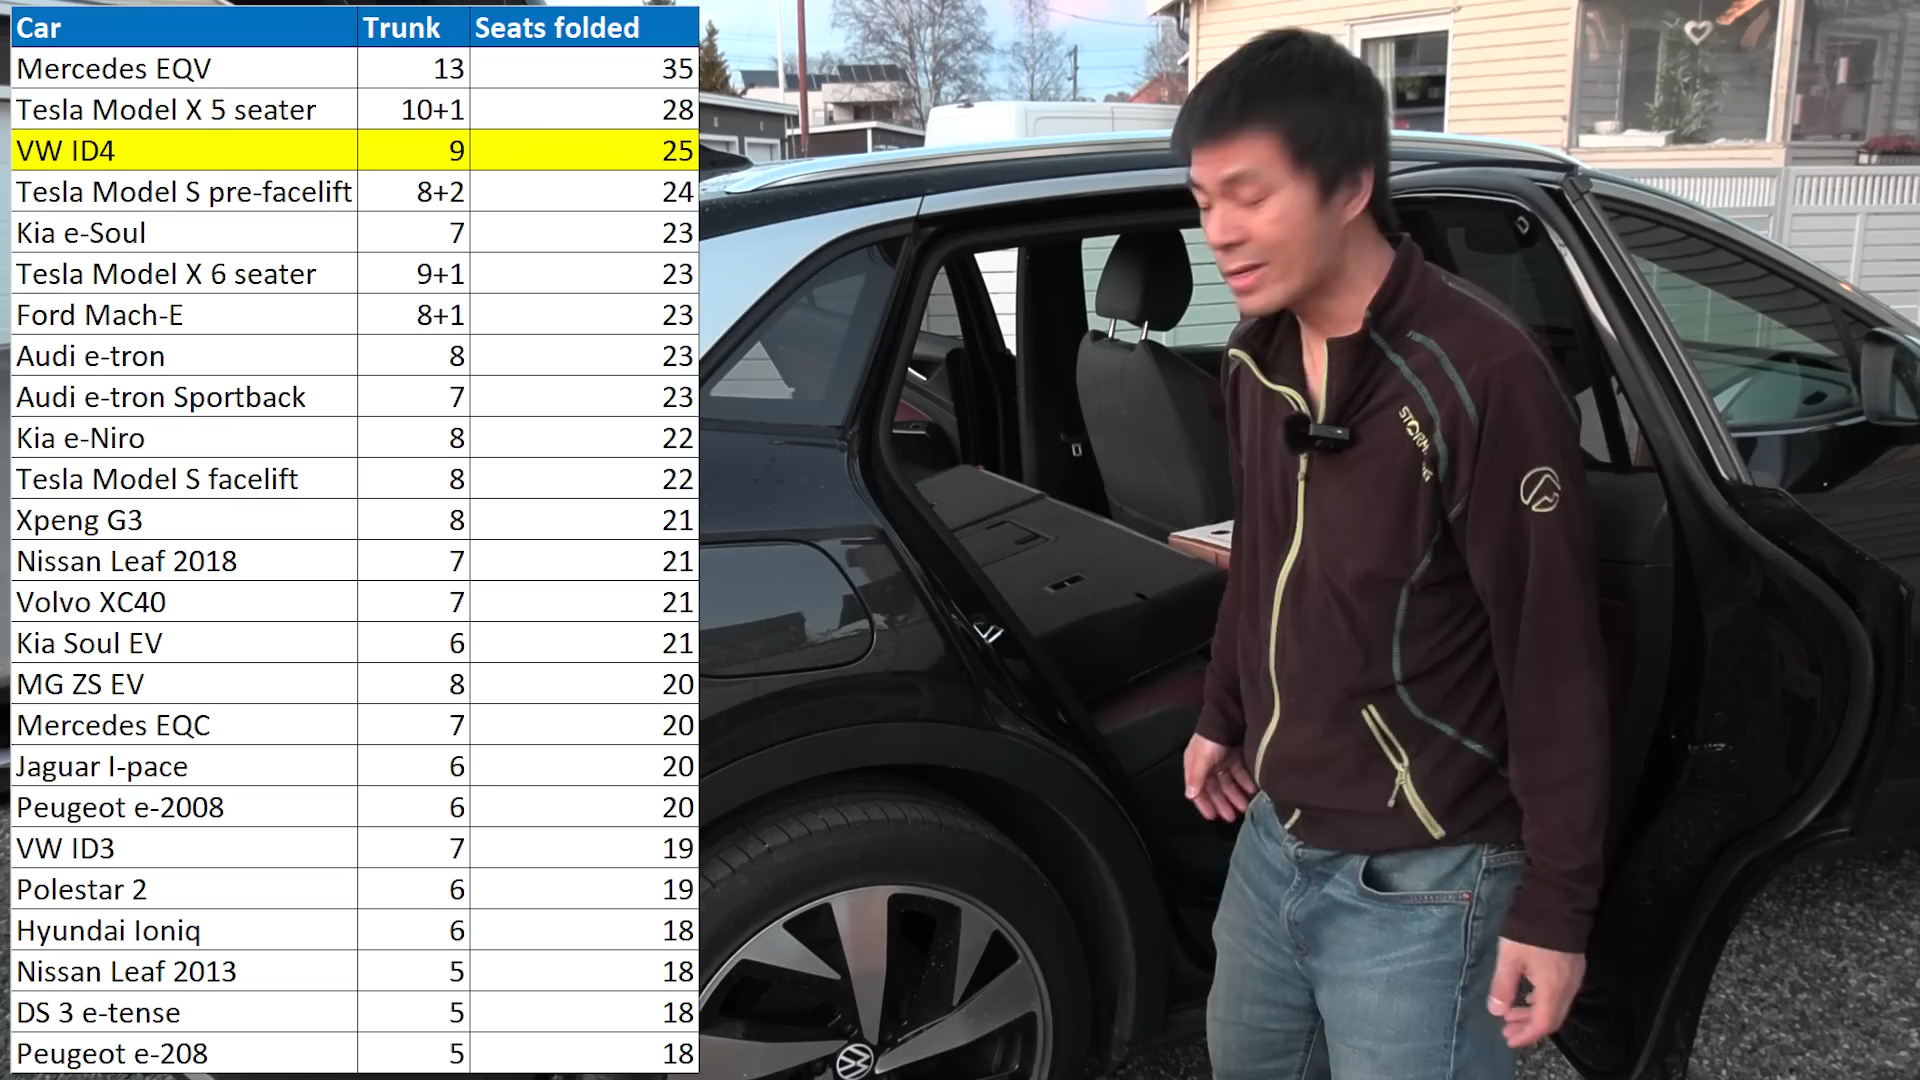 Car Trunk Seats folded
Mercedes EQV 13 35
Tesla Model X 5 seater 10+1 28
VW ID4 9 25
Tesla Model S pre-facelift 8+2 24
Kia e-Soul 7 23
Tesla Model X 6 seater 9+1 23
Ford Mach-E 8+1 23
Audi e-tron 8 23
Audi e-tron Sportback 7 23
Kia e-Niro 8 22
Tesla Model S facelift 8 22
Xpeng G3 8 21
Nissan Leaf 2018 7 21
Volvo XC40 7 21
Kia Soul EV 6 21
MG ZS EV 8 20
Mercedes EQC 7 20
Jaguar I-pace 6 20
Peugeot e-2008 6 20
VW ID3 7 19
Polestar 2 6 19
Hyundai Ioniq 6 18
Nissan Leaf 2013 5 18
DS 3 e-tense 5 18
Peugeot e-208 5 18